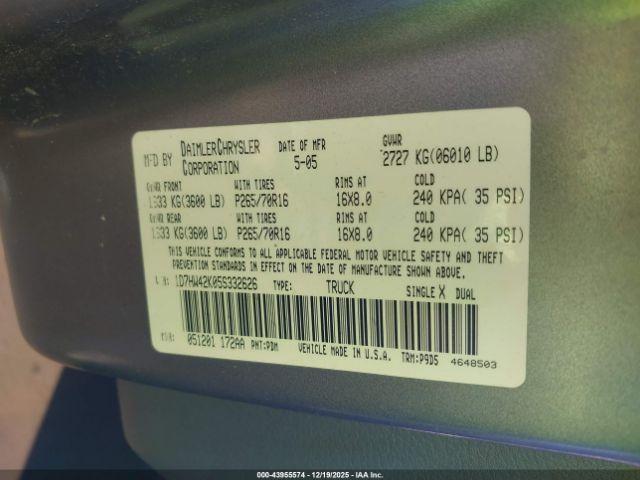 MFD BY DAIMLERCHRYSLER CORPORATION
DATE OF MFR 5-05
GVWR 2727 KG(06010 LB)
GAWR FRONT WITH TIRES RIMS AT COLD
1633 KG(3600 LB) P265/70R16 16X8.0 240 KPA( 35 PSI)
GAWR REAR WITH TIRES RIMS AT COLD
1633 KG(3600 LB) P265/70R16 16X8.0 240 KPA( 35 PSI)
THIS VEHICLE CONFORMS TO ALL APPLICABLE FEDERAL MOTOR VEHICLE SAFETY AND THEFT
PREVENTION STANDARDS IN EFFECT ON THE DATE OF MANUFACTURE SHOWN ABOVE.
1D7HW42K05S332626 TYPE: TRUCK SINGLE X DUAL
MDH: 051201 172AA PNT:PDM VEHICLE MADE IN U.S.A. TRM:P9D5 4648503
000-43955574 | 12/19/2025 | IAA Inc.